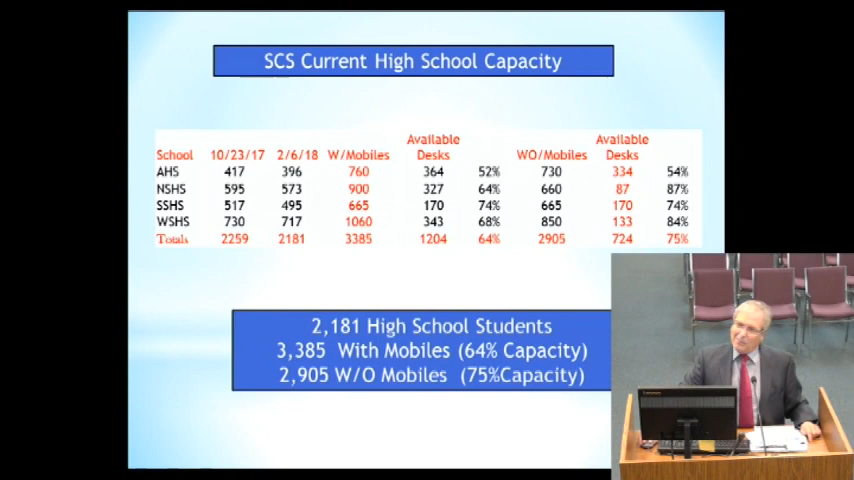 SCS Current High School Capacity
Available Available
School 10/23/17 2/6/18 W/Mobiles Desks WO/Mobiles Desks
AHS 417 396 760 364 52% 730 334 54%
NSHS 595 573 900 327 64% 660 87 87%
SSHS 517 495 665 170 74% 665 170 74%
WSHS 730 717 1060 343 68% 850 133 84%
Totals 2259 2181 3385 1204 64% 2905 724 75%
2,181 High School Students
3,385 With Mobiles (64% Capacity)
2,905 W/O Mobiles (75%Capacity)